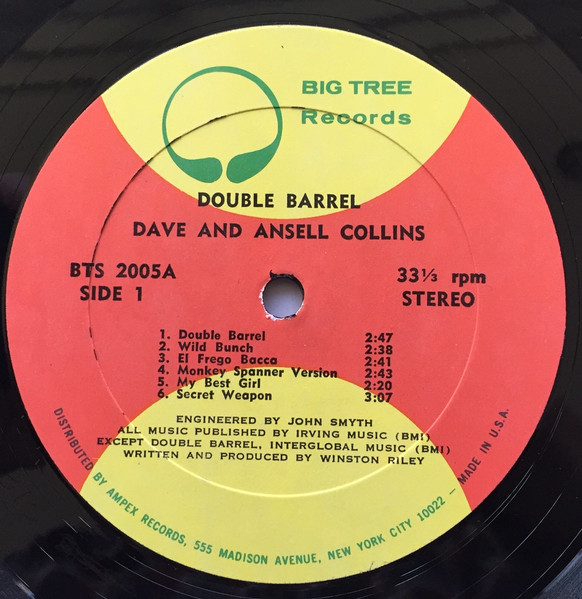 BIG TREE
Records
DOUBLE BARREL
DAVE AND ANSELL COLLINS
BTS 2005A
SIDE 1
33⅓ rpm
STEREO
1. Double Barrel 2:47
2. Wild Bunch 2:38
3. El Frego Bacca 2:41
4. Monkey Spanner Version 2:43
5. My Best Girl 2:20
6. Secret Weapon 3:07
ENGINEERED BY JOHN SMYTH
ALL MUSIC PUBLISHED BY IRVING MUSIC (BMI)
EXCEPT DOUBLE BARREL, INTERGLOBAL MUSIC (BMI)
WRITTEN AND PRODUCED BY WINSTON RILEY
DISTRIBUTED BY AMPEX RECORDS, 555 MADISON AVENUE, NEW YORK CITY 10022 — MADE IN U.S.A.